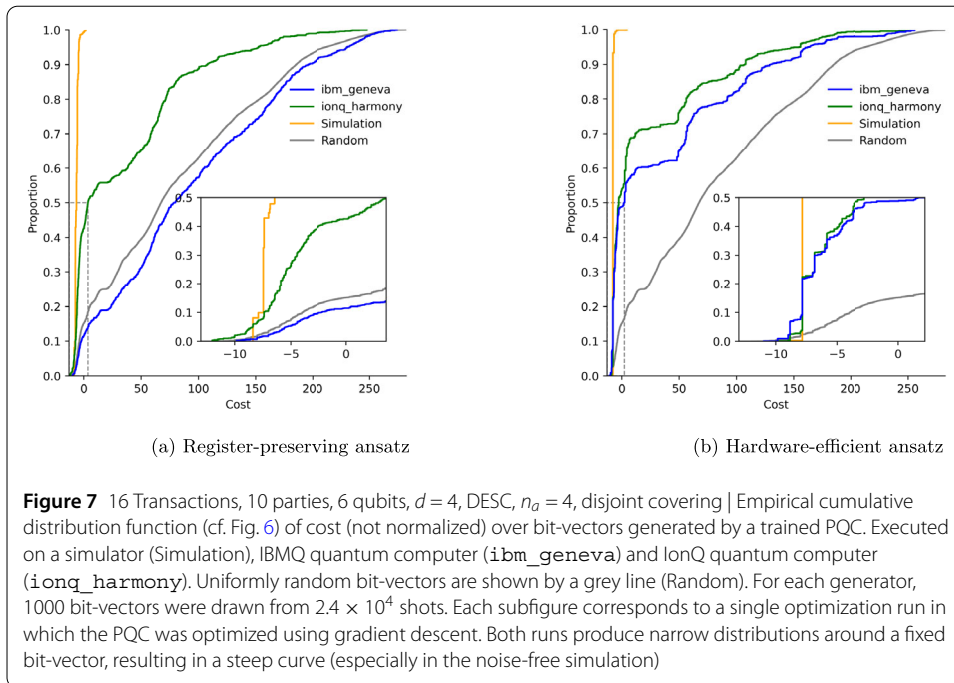 1.0
0.9
0.8
0.7
0.6
0.5
0.4
0.3
0.2
0.1
0.0
Proportion
ibm_geneva
ionq_harmony
Simulation
Random
0.5
0.4
0.3
0.2
0.1
0.0
−10 −5 0
0 50 100 150 200 250
Cost
(a) Register-preserving ansatz
1.0
0.9
0.8
0.7
0.6
0.5
0.4
0.3
0.2
0.1
0.0
Proportion
ibm_geneva
ionq_harmony
Simulation
Random
0.5
0.4
0.3
0.2
0.1
0.0
−10 −5 0
0 50 100 150 200 250
Cost
(b) Hardware-efficient ansatz
Figure 7 16 Transactions, 10 parties, 6 qubits, d = 4, DESC, nₐ = 4, disjoint covering | Empirical cumulative
distribution function (cf. Fig. 6) of cost (not normalized) over bit-vectors generated by a trained PQC. Executed
on a simulator (Simulation), IBMQ quantum computer (ibm_geneva) and IonQ quantum computer
(ionq_harmony). Uniformly random bit-vectors are shown by a grey line (Random). For each generator,
1000 bit-vectors were drawn from 2.4 × 10⁴ shots. Each subfigure corresponds to a single optimization run in
which the PQC was optimized using gradient descent. Both runs produce narrow distributions around a fixed
bit-vector, resulting in a steep curve (especially in the noise-free simulation)